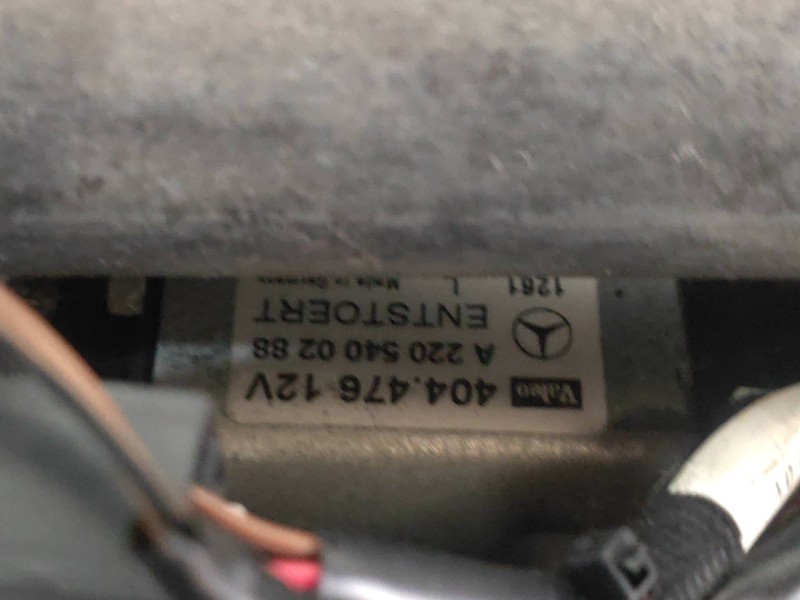 Valeo 404.476 12V
A 220 540 02 88
ENTSTOERT
1261 L Made in Germany